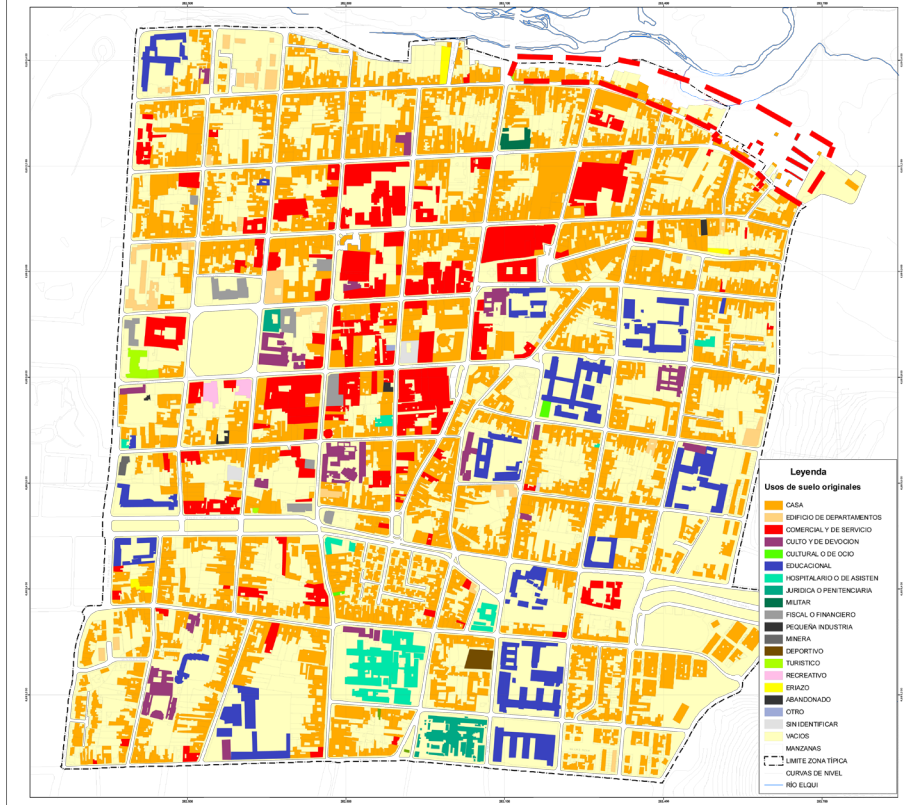 Leyenda
Usos de suelo originales
CASA
EDIFICIO DE DEPARTAMENTOS
COMERCIAL Y DE SERVICIO
CULTO Y DE DEVOCION
CULTURAL O DE OCIO
EDUCACIONAL
HOSPITALARIO O DE ASISTEN
JURIDICA O PENITENCIARIA
MILITAR
FISCAL O FINANCIERO
PEQUEÑA INDUSTRIA
MINERA
DEPORTIVO
TURISTICO
RECREATIVO
ERIAZO
ABANDONADO
OTRO
SIN IDENTIFICAR
VACIOS
MANZANAS
LIMITE ZONA TÍPICA
CURVAS DE NIVEL
RÍO ELQUI